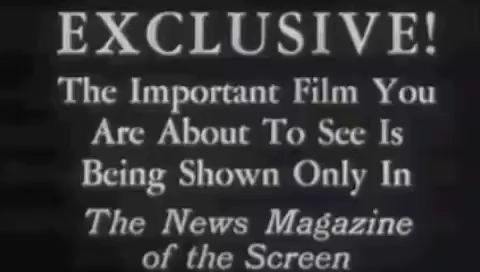 EXCLUSIVE!
The Important Film You
Are About To See Is
Being Shown Only In
The News Magazine
of the Screen